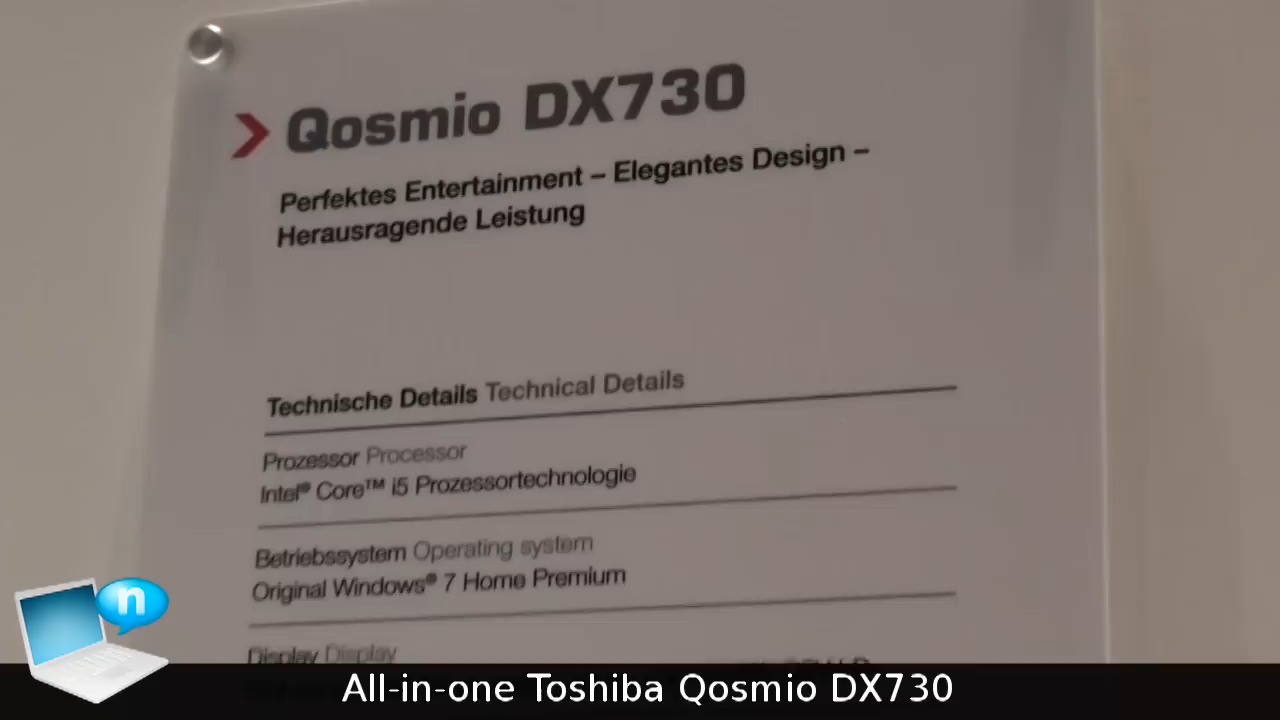 Qosmio DX730
Perfektes Entertainment – Elegantes Design –
Herausragende Leistung
Technische Details Technical Details
Prozessor Processor
Intel® Core™ i5 Prozessortechnologie
Betriebssystem Operating system
Original Windows® 7 Home Premium
Display Display
n
All-in-one Toshiba Qosmio DX730